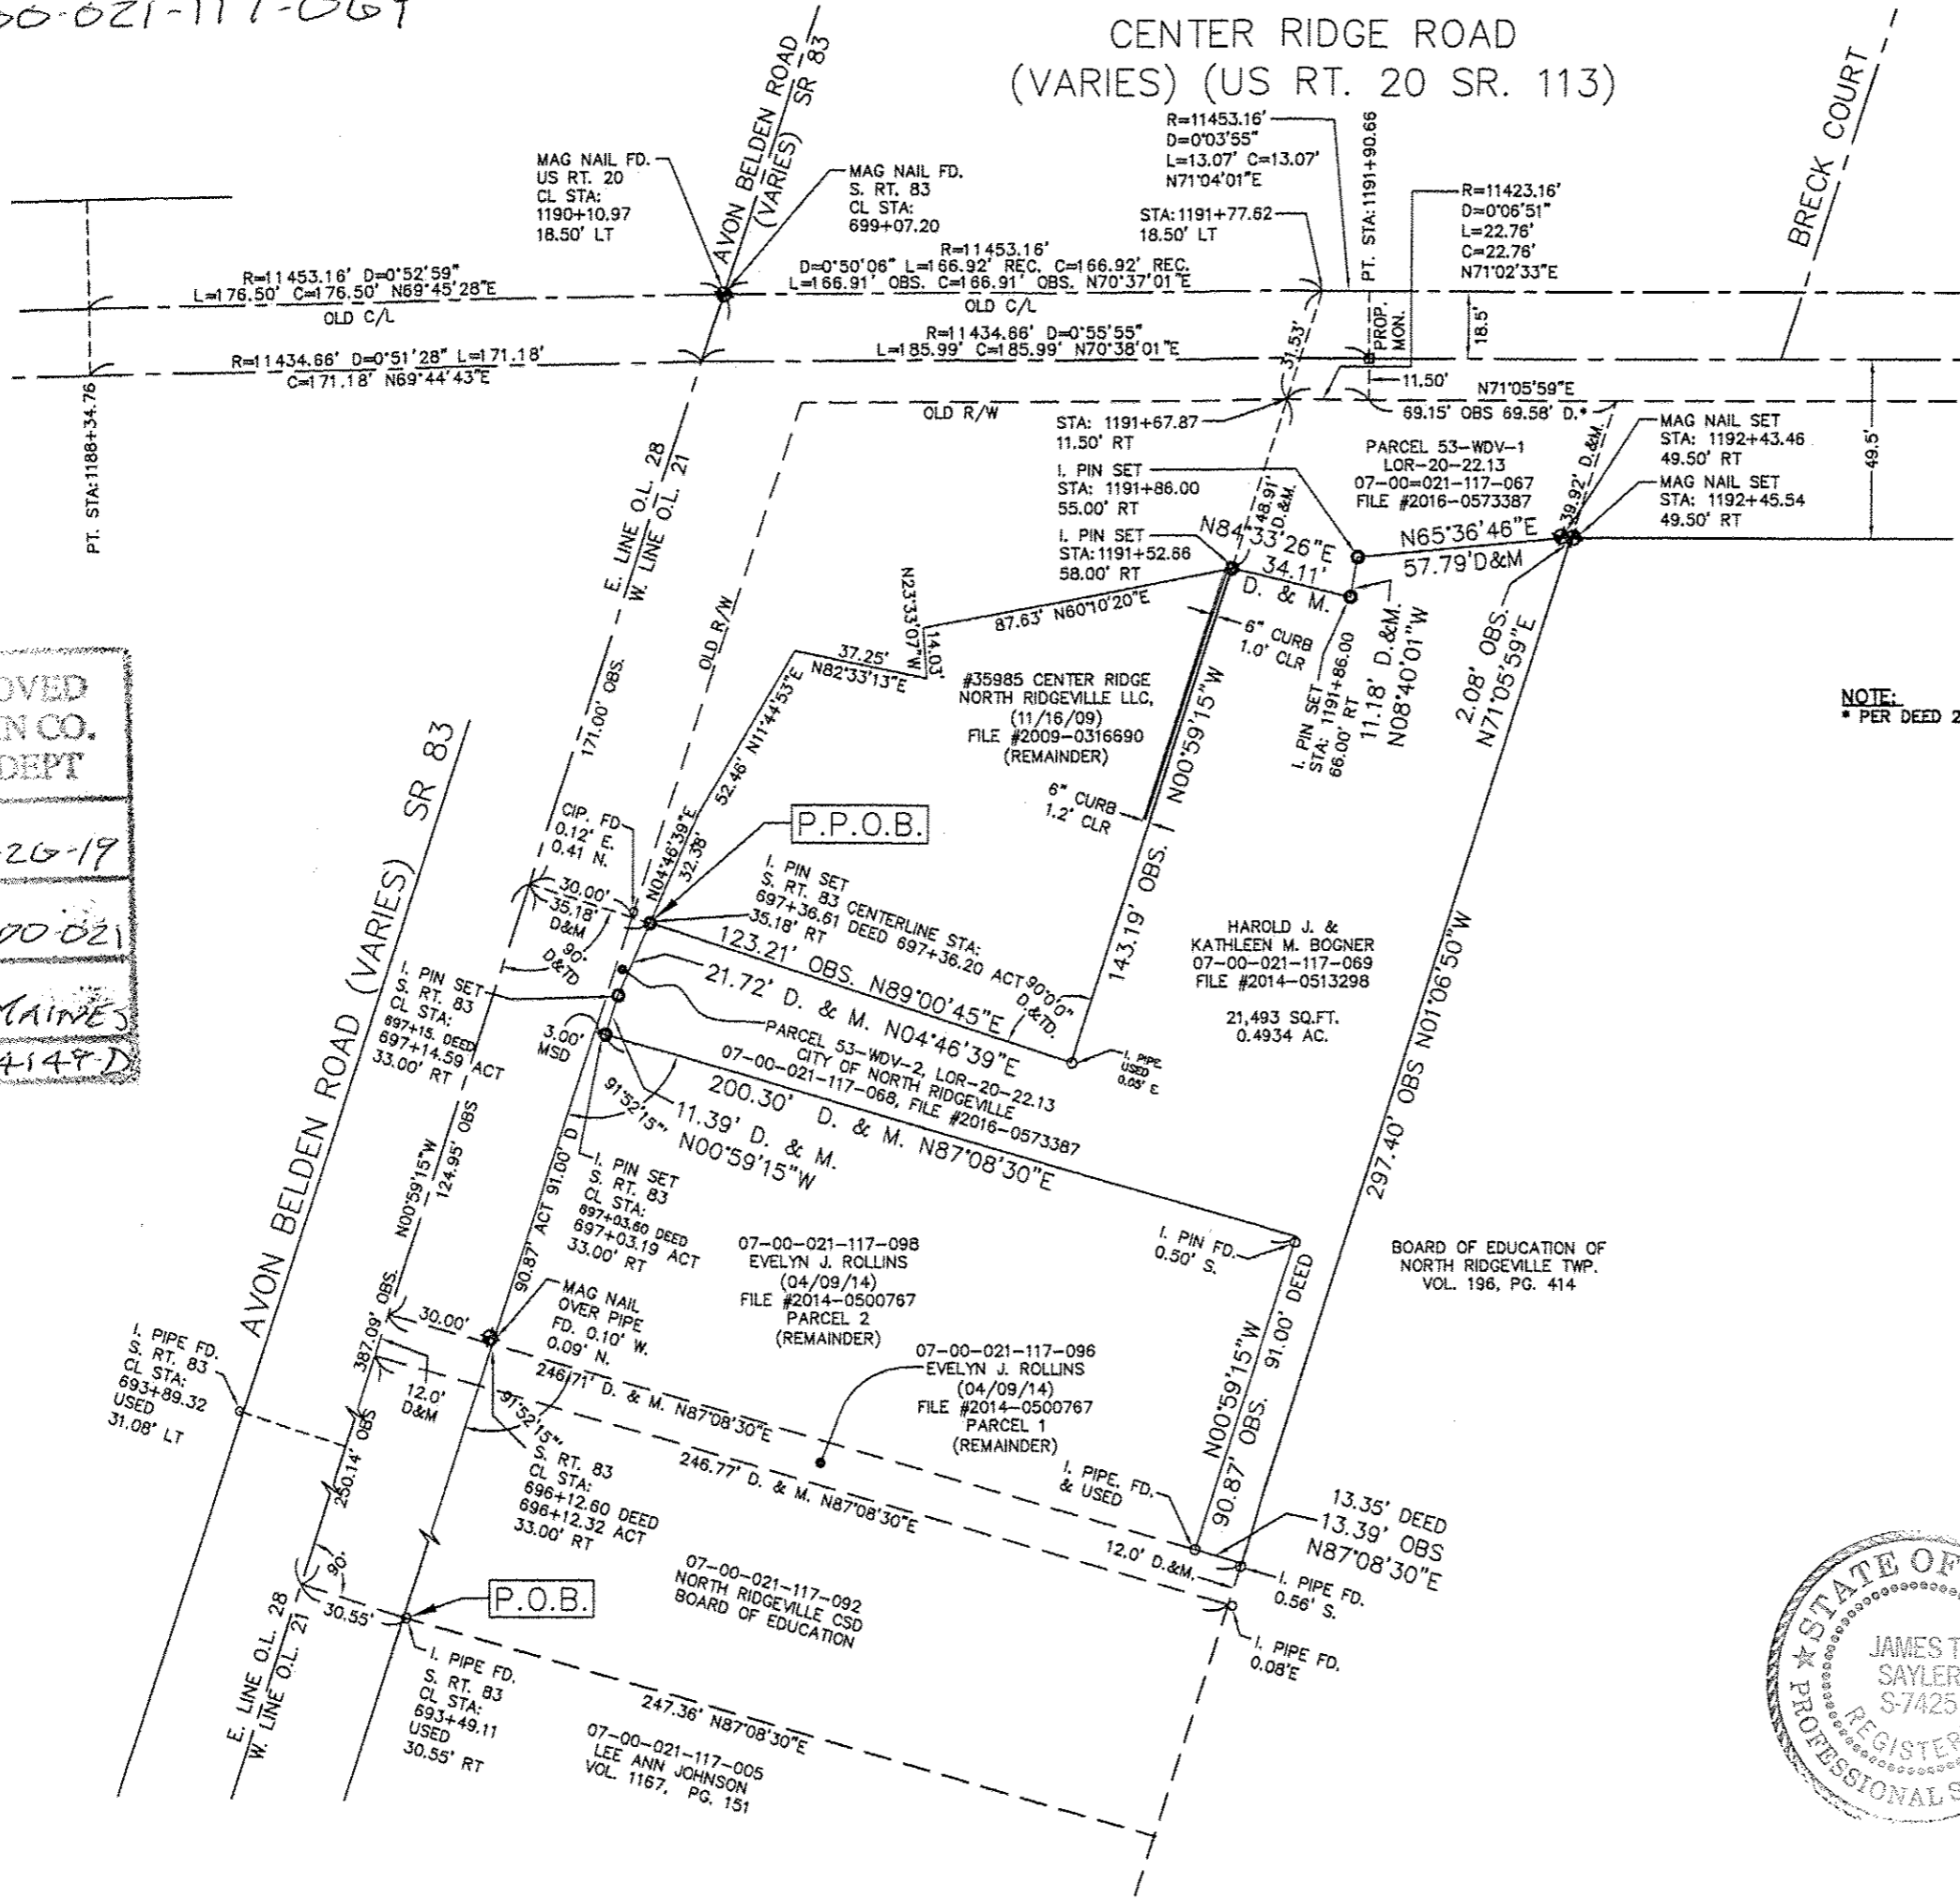 00-021-117-069
CENTER RIDGE ROAD
(VARIES) (US RT. 20 SR. 113)
BRECK COURT
AVON BELDEN ROAD
(VARIES) SR 83
MAG NAIL FD.
US RT. 20
CL STA:
1190+10.97
18.50' LT
MAG NAIL FD.
S. RT. 83
CL STA:
699+07.20
R=11453.16'
D=0°03'55"
L=13.07' C=13.07'
N71°04'01"E
STA:1191+77.62
18.50' LT
PT. STA:1191+90.66
R=11423.16'
D=0°06'51"
L=22.76'
C=22.76'
N71°02'33"E
R=11453.16' D=0°52'59"
L=176.50' C=176.50' N69°45'28"E
OLD C/L
R=11453.16'
D=0°50'06" L=166.92' REC. C=166.92' REC.
L=166.91' OBS. C=166.91' OBS. N70°37'01"E
OLD C/L
R=11434.66' D=0°51'28" L=171.18'
C=171.18' N69°44'43"E
R=11434.66' D=0°55'55"
L=185.99' C=185.99' N70°38'01"E
PT. STA:1188+34.76
31.53'
PROP.
MON.
18.5'
11.50'
N71°05'59"E
69.15' OBS 69.58' D.*
49.5'
OLD R/W
STA: 1191+67.87
11.50' RT
I. PIN SET
STA: 1191+86.00
55.00' RT
I. PIN SET
STA:1191+52.66
58.00' RT
PARCEL 53-WDV-1
LOR-20-22.13
07-00=021-117-067
FILE #2016-0573387
MAG NAIL SET
STA: 1192+43.46
49.50' RT
MAG NAIL SET
STA: 1192+45.54
49.50' RT
39.92' D.&M.
148.91'
D.&M.
N84°33'26"E
34.11'
D. & M.
N65°36'46"E
57.79'D&M
E. LINE O.L. 28
W. LINE O.L. 21
OLD R/W
171.00' OBS.
87.63' N60°10'20"E
N23°33'07"W
14.03'
37.25'
N82°33'13"E
52.46' N11°44'53"E
N04°46'39"E
32.38'
6" CURB
1.0' CLR
#35985 CENTER RIDGE
NORTH RIDGEVILLE LLC,
(11/16/09)
FILE #2009-0316690
(REMAINDER)
6" CURB
1.2' CLR
N00°59'15"W
143.19' OBS.
I. PIN SET
STA: 1191+86.00
66.00' RT
11.18' D.&M.
N08°40'01"W
2.08' OBS.
N71°05'59"E
NOTE:
* PER DEED 2
OVED
N CO.
DEPT
-26-19
00-021
MAINES
4149-D
AVON BELDEN ROAD (VARIES) SR 83
CIP. FD
0.12' E.
0.41 N.
P.P.O.B.
30.00'
35.18'
D&M
90°
D&TD
I. PIN SET
S. RT. 83 CENTERLINE STA:
697+36.61 DEED 697+36.20 ACT
35.18' RT
123.21' OBS. N89°00'45"E
90°0'0"
D.&TD.
21.72' D. & M. N04°46'39"E
PARCEL 53-WDV-2, LOR-20-22.13
CITY OF NORTH RIDGEVILLE
07-00-021-117-068, FILE #2016-0573387
200.30' D. & M. N87°08'30"E
I. PIPE
USED
0.05' E
HAROLD J. &
KATHLEEN M. BOGNER
07-00-021-117-069
FILE #2014-0513298
21,493 SQ.FT.
0.4934 AC.
I. PIN SET
S. RT. 83
CL STA:
697+15. DEED
697+14.59 ACT
33.00' RT
3.00'
MSD
91°52'15"
11.39' D. & M.
N00°59'15"W
I. PIN SET
S. RT. 83
CL STA:
697+03.60 DEED
697+03.19 ACT
33.00' RT
90.87' ACT 91.00' D
N00°59'15"W
124.95' OBS
297.40' OBS N01°06'50"W
I. PIN FD.
0.50' S.
BOARD OF EDUCATION OF
NORTH RIDGEVILLE TWP.
VOL. 196, PG. 414
07-00-021-117-098
EVELYN J. ROLLINS
(04/09/14)
FILE #2014-0500767
PARCEL 2
(REMAINDER)
MAG NAIL
OVER PIPE
FD. 0.10' W.
0.09' N.
30.00'
387.09' OBS.
12.0'
D&M
I. PIPE FD.
S. RT. 83
CL STA:
693+89.32
USED
31.08' LT
246.71' D. & M. N87°08'30"E
07-00-021-117-096
EVELYN J. ROLLINS
(04/09/14)
FILE #2014-0500767
PARCEL 1
(REMAINDER)
91°52'15"
S. RT. 83
CL STA:
696+12.60 DEED
696+12.32 ACT
33.00' RT
246.77' D. & M. N87°08'30"E
N00°59'15"W
90.87' OBS. 91.00' DEED
I. PIPE. FD.
& USED
13.35' DEED
13.39' OBS
N87°08'30"E
12.0' D.&M.
I. PIPE FD.
0.56' S.
I. PIPE FD.
0.08'E
250.14' OBS
90°
30.55'
P.O.B.
E. LINE O.L. 28
W. LINE O.L. 21
07-00-021-117-092
NORTH RIDGEVILLE CSD
BOARD OF EDUCATION
I. PIPE FD.
S. RT. 83
CL STA:
693+49.11
USED
30.55' RT
247.36' N87°08'30"E
07-00-021-117-005
LEE ANN JOHNSON
VOL. 1167, PG. 151
STATE OF
JAMES T
SAYLER
S-7425
REGISTER
PROFESSIONAL S